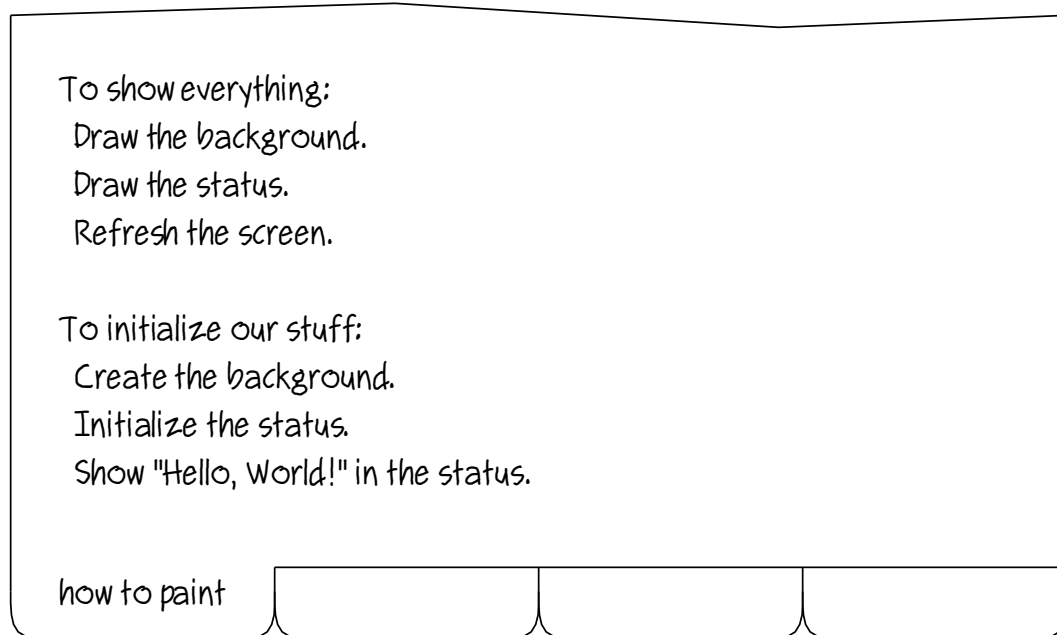 To show everything:
Draw the background.
Draw the status.
Refresh the screen.
To initialize our stuff:
Create the background.
Initialize the status.
Show "Hello, World!" in the status.
how to paint